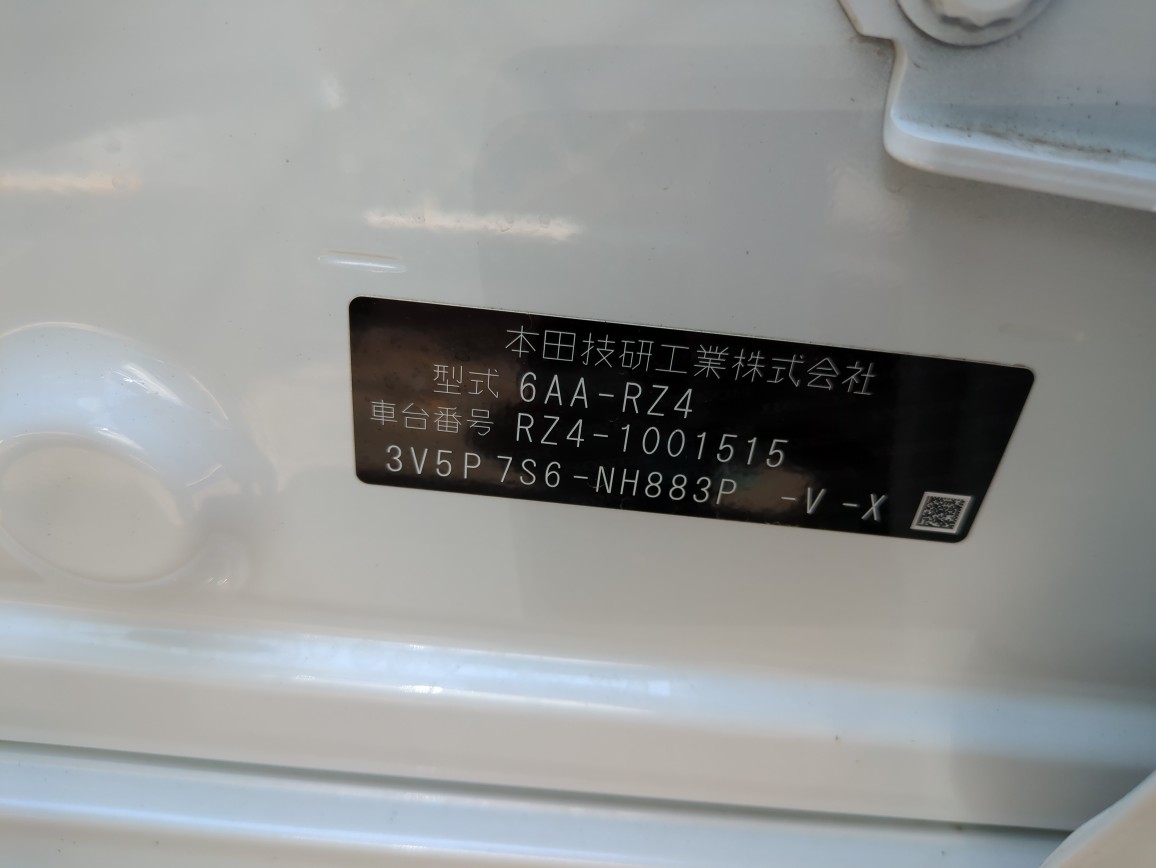 本田技研工業株式会社
型式 6AA-RZ4
車台番号 RZ4-1001515
3V5P 7S6-NH883P -V -X